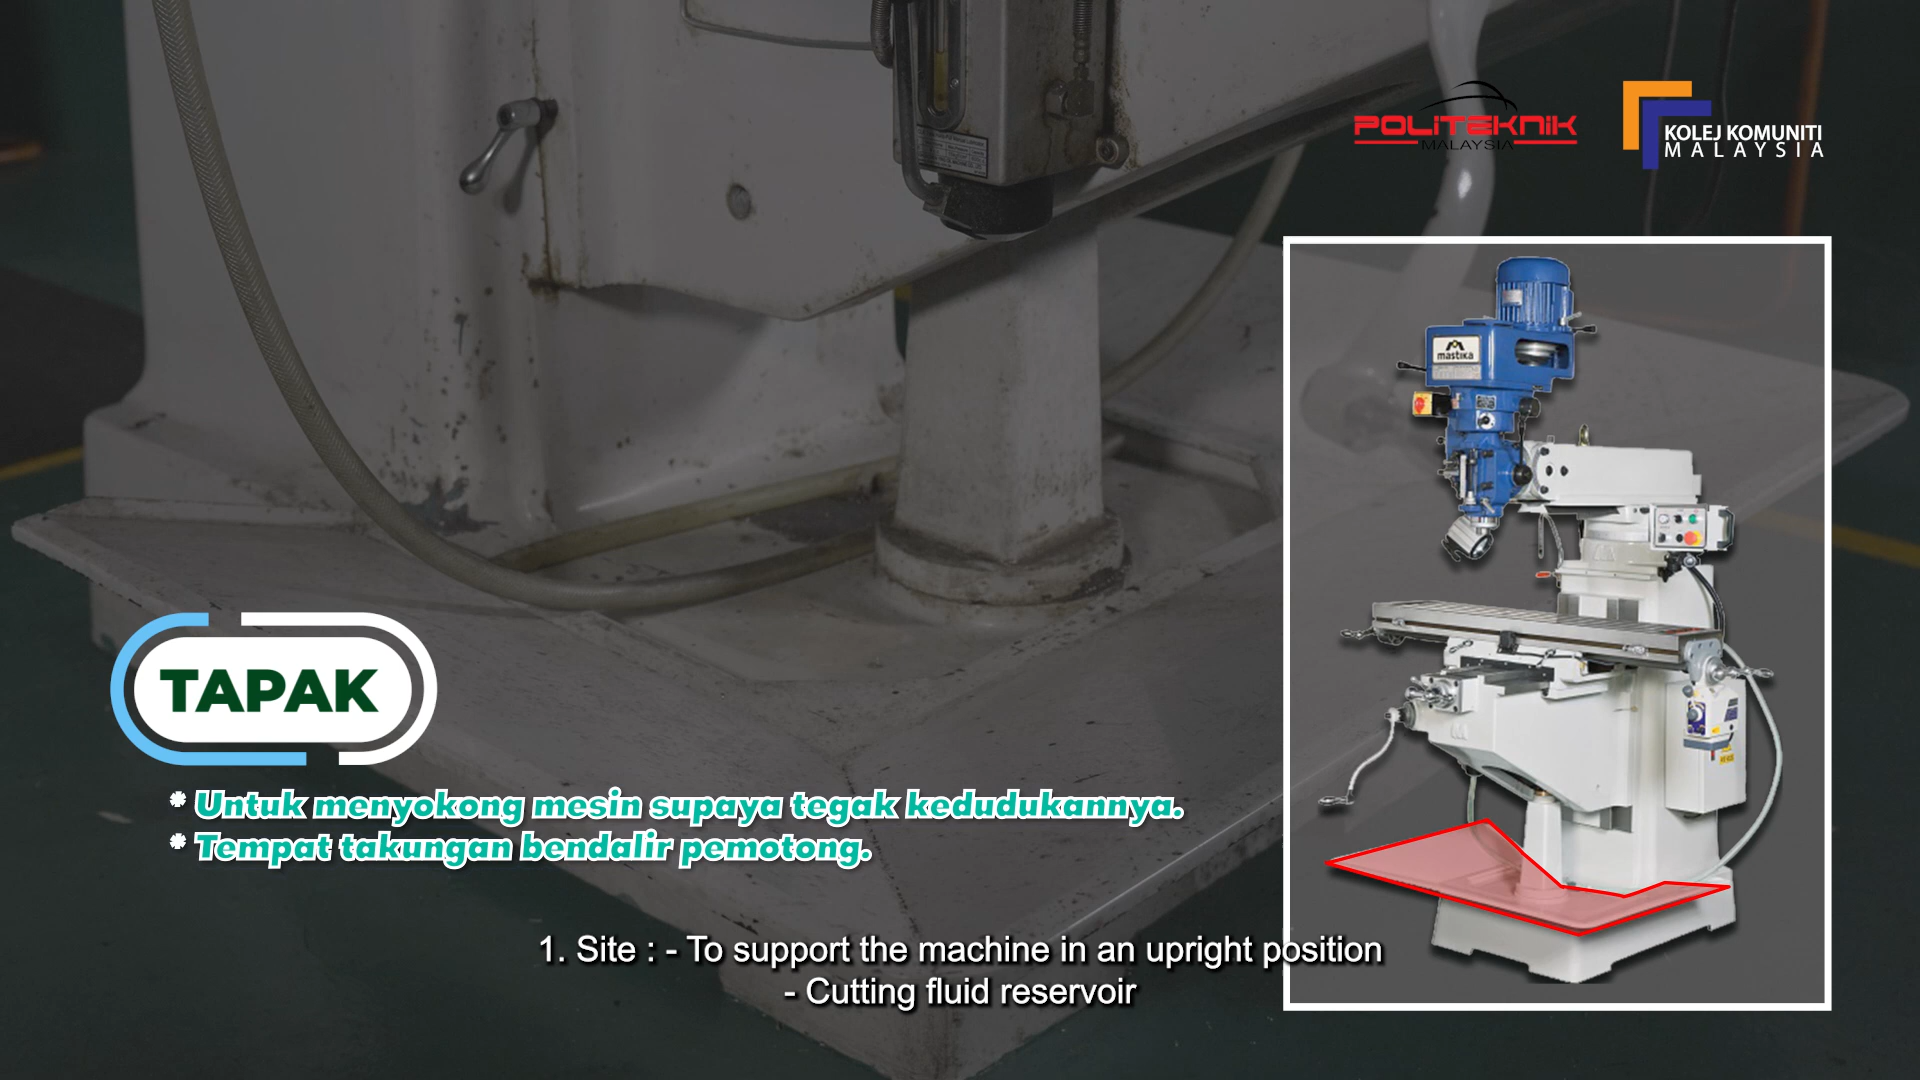 POLITEKNIK
MALAYSIA
KOLEJ KOMUNITI
MALAYSIA
mastika
TAPAK
* Untuk menyokong mesin supaya tegak kedudukannya.
* Tempat takungan bendalir pemotong.
1. Site : - To support the machine in an upright position
- Cutting fluid reservoir